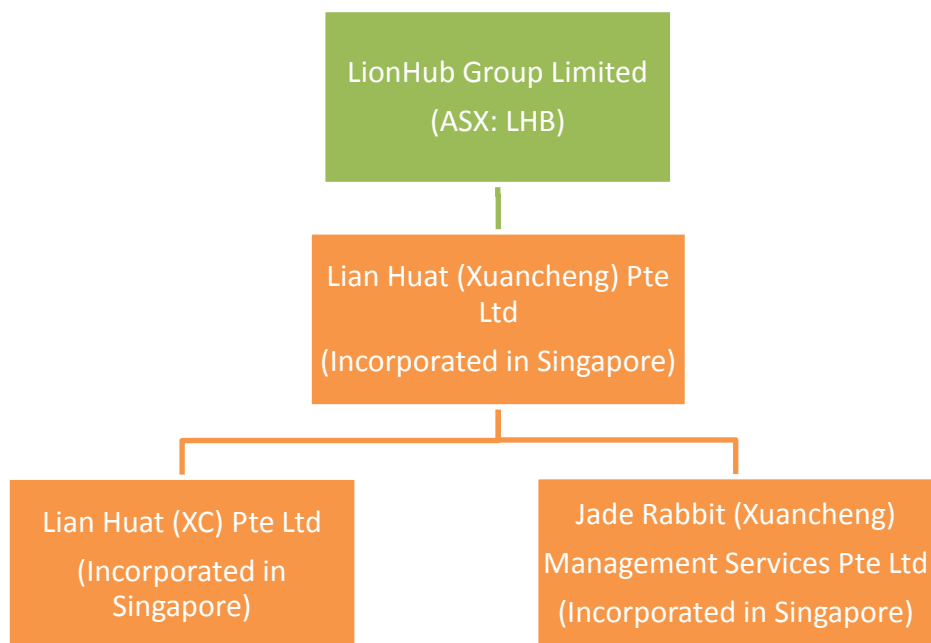 LionHub Group Limited
(ASX: LHB)
Lian Huat (Xuancheng) Pte
Ltd
(Incorporated in Singapore)
Lian Huat (XC) Pte Ltd
(Incorporated in
Singapore)
Jade Rabbit (Xuancheng)
Management Services Pte Ltd
(Incorporated in Singapore)